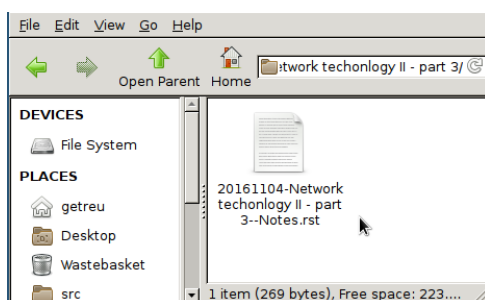 File Edit View Go Help
Open Parent Home :twork techonlogy II - part 3/
DEVICES
File System
PLACES
getreu
Desktop
Wastebasket
src
20161104-Network
techonlogy II - part
3--Notes.rst
1 item (269 bytes), Free space: 223....